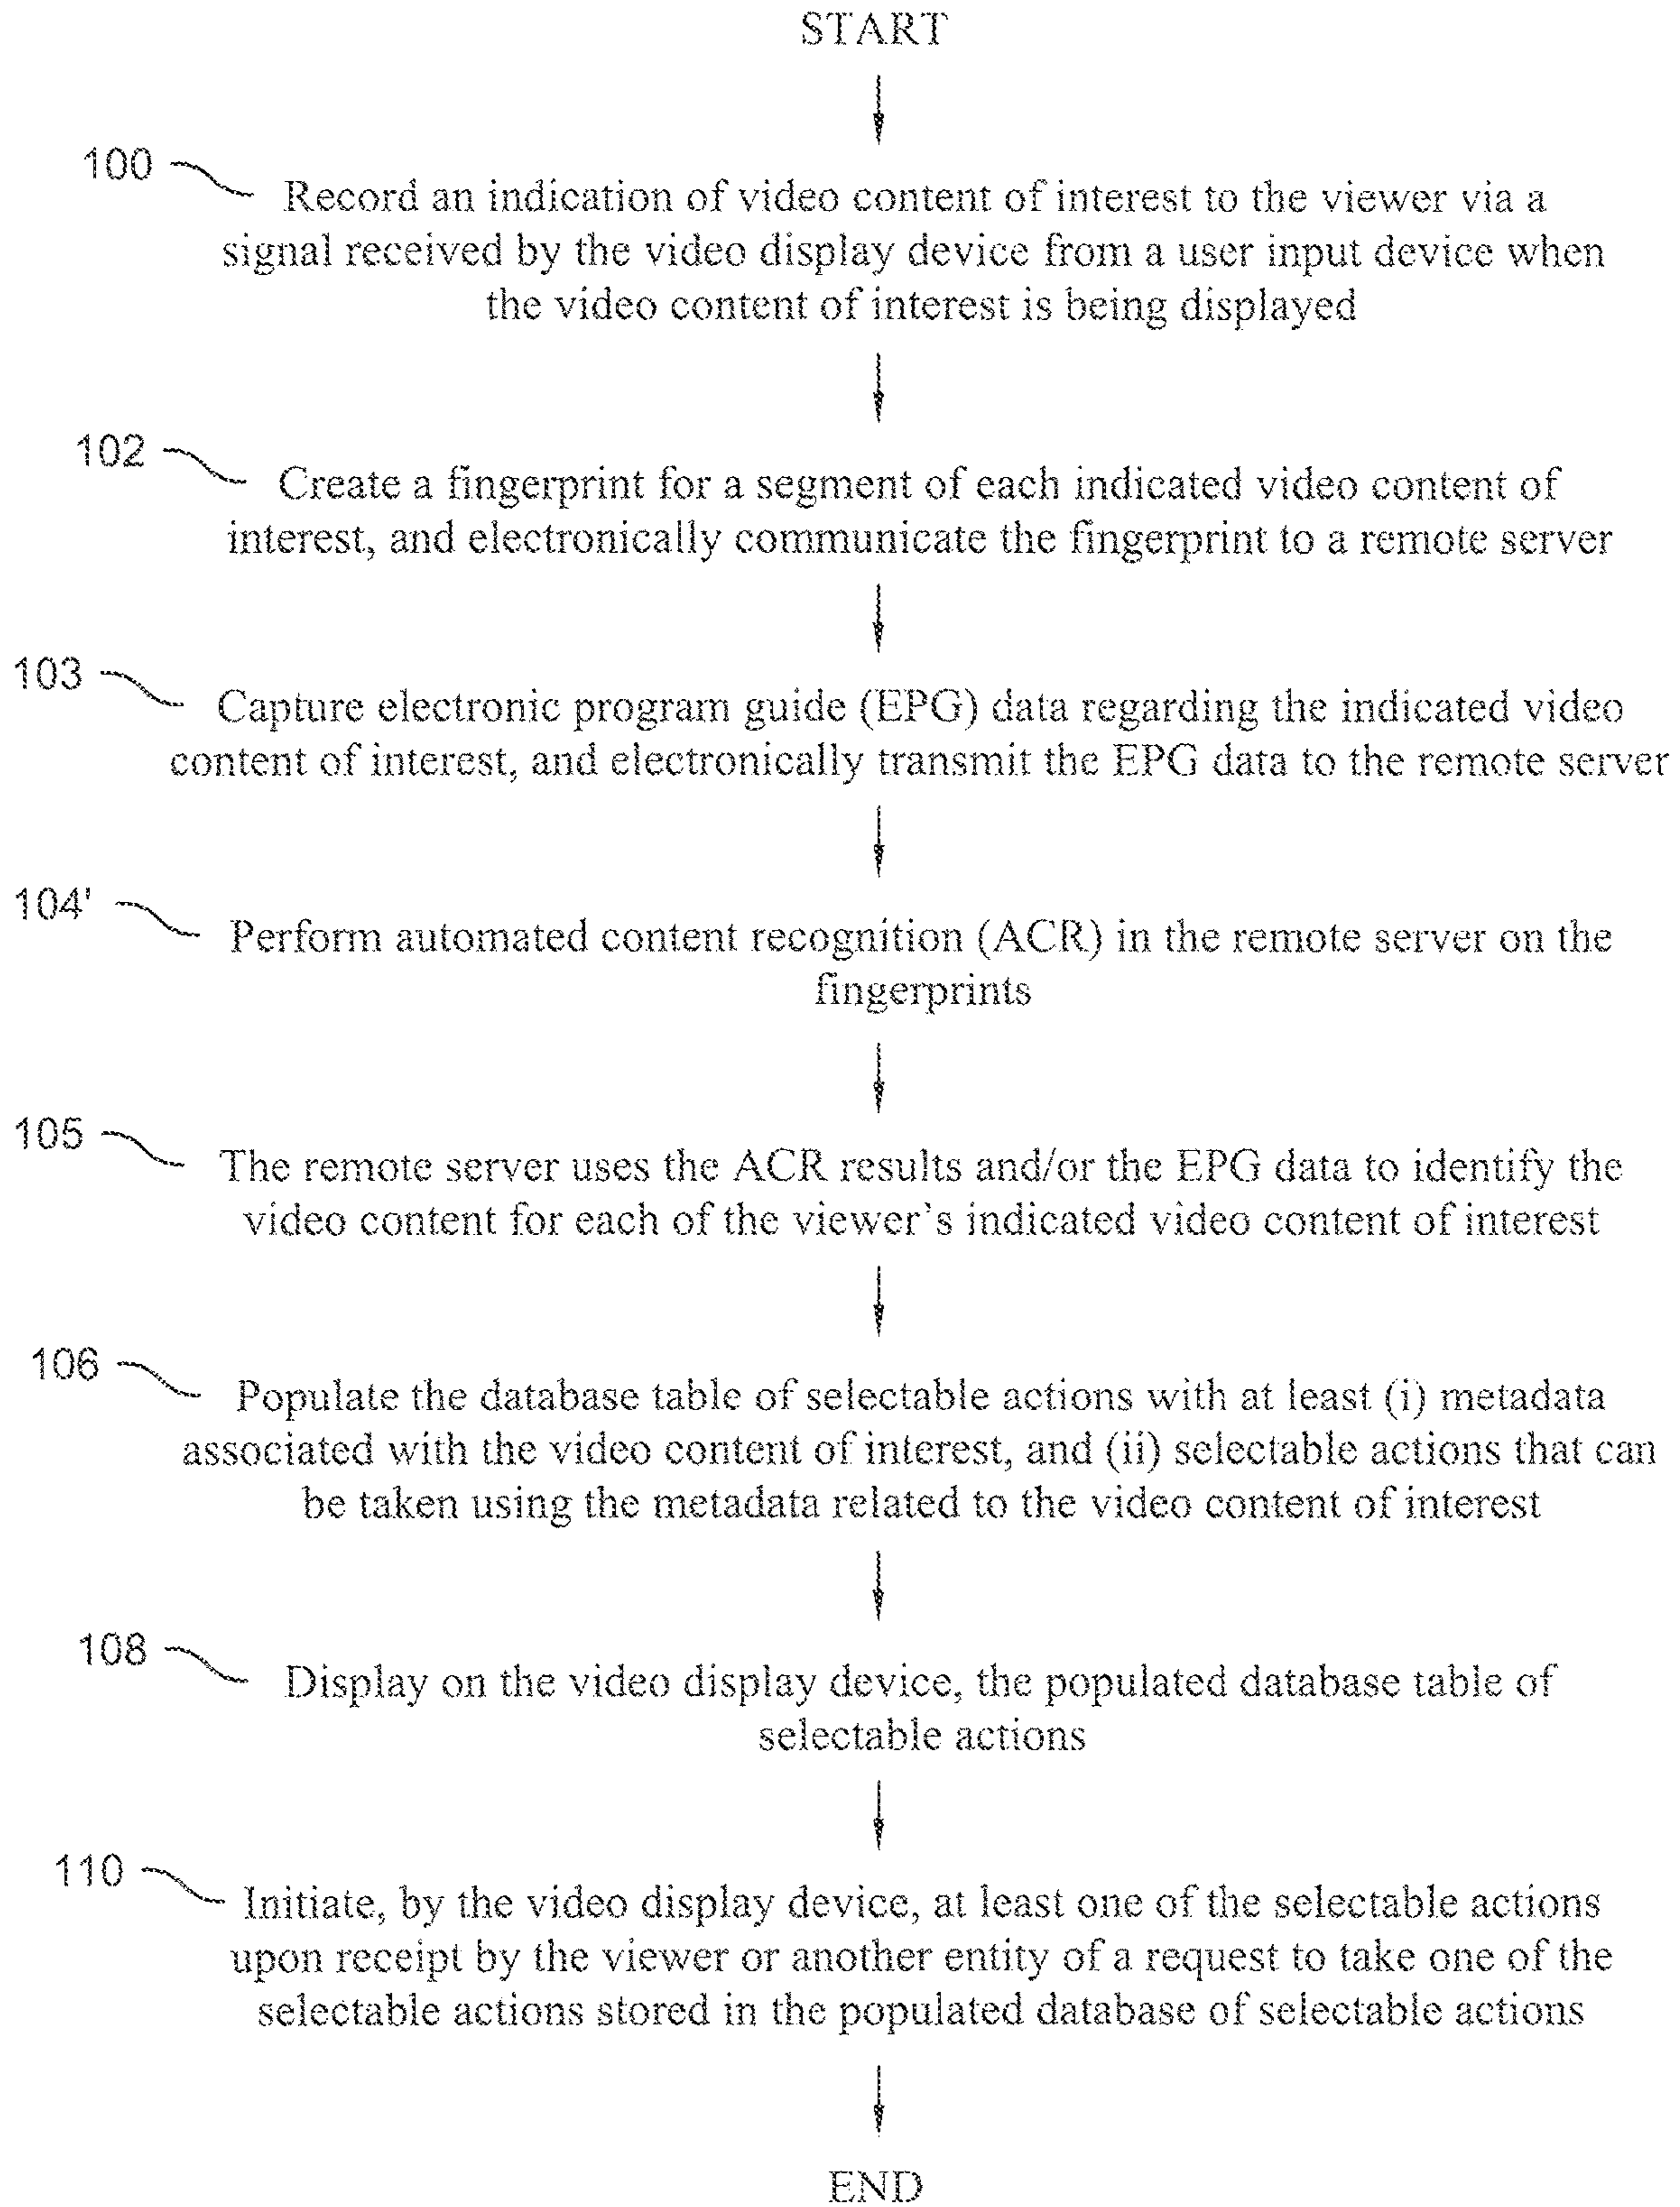 START
100
Record an indication of video content of interest to the viewer via a
signal received by the video display device from a user input device when
the video content of interest is being displayed
102
Create a fingerprint for a segment of each indicated video content of
interest, and electronically communicate the fingerprint to a remote server
103
Capture electronic program guide (EPG) data regarding the indicated video
content of interest, and electronically transmit the EPG data to the remote server
104'
Perform automated content recognition (ACR) in the remote server on the
fingerprints
105
The remote server uses the ACR results and/or the EPG data to identify the
video content for each of the viewer's indicated video content of interest
106
Populate the database table of selectable actions with at least (i) metadata
associated with the video content of interest, and (ii) selectable actions that can
be taken using the metadata related to the video content of interest
108
Display on the video display device, the populated database table of
selectable actions
110
Initiate, by the video display device, at least one of the selectable actions
upon receipt by the viewer or another entity of a request to take one of the
selectable actions stored in the populated database of selectable actions
END